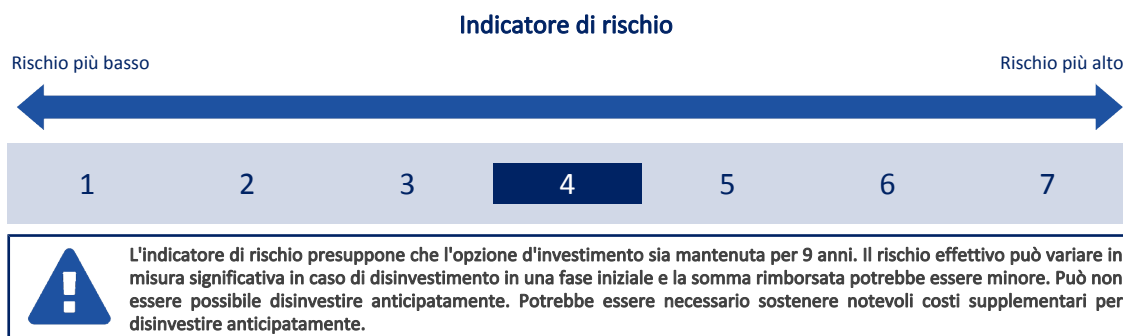 Indicatore di rischio
Rischio più basso
Rischio più alto
1 2 3 4 5 6 7
L'indicatore di rischio presuppone che l'opzione d'investimento sia mantenuta per 9 anni. Il rischio effettivo può variare in
misura significativa in caso di disinvestimento in una fase iniziale e la somma rimborsata potrebbe essere minore. Può non
essere possibile disinvestire anticipatamente. Potrebbe essere necessario sostenere notevoli costi supplementari per
disinvestire anticipatamente.